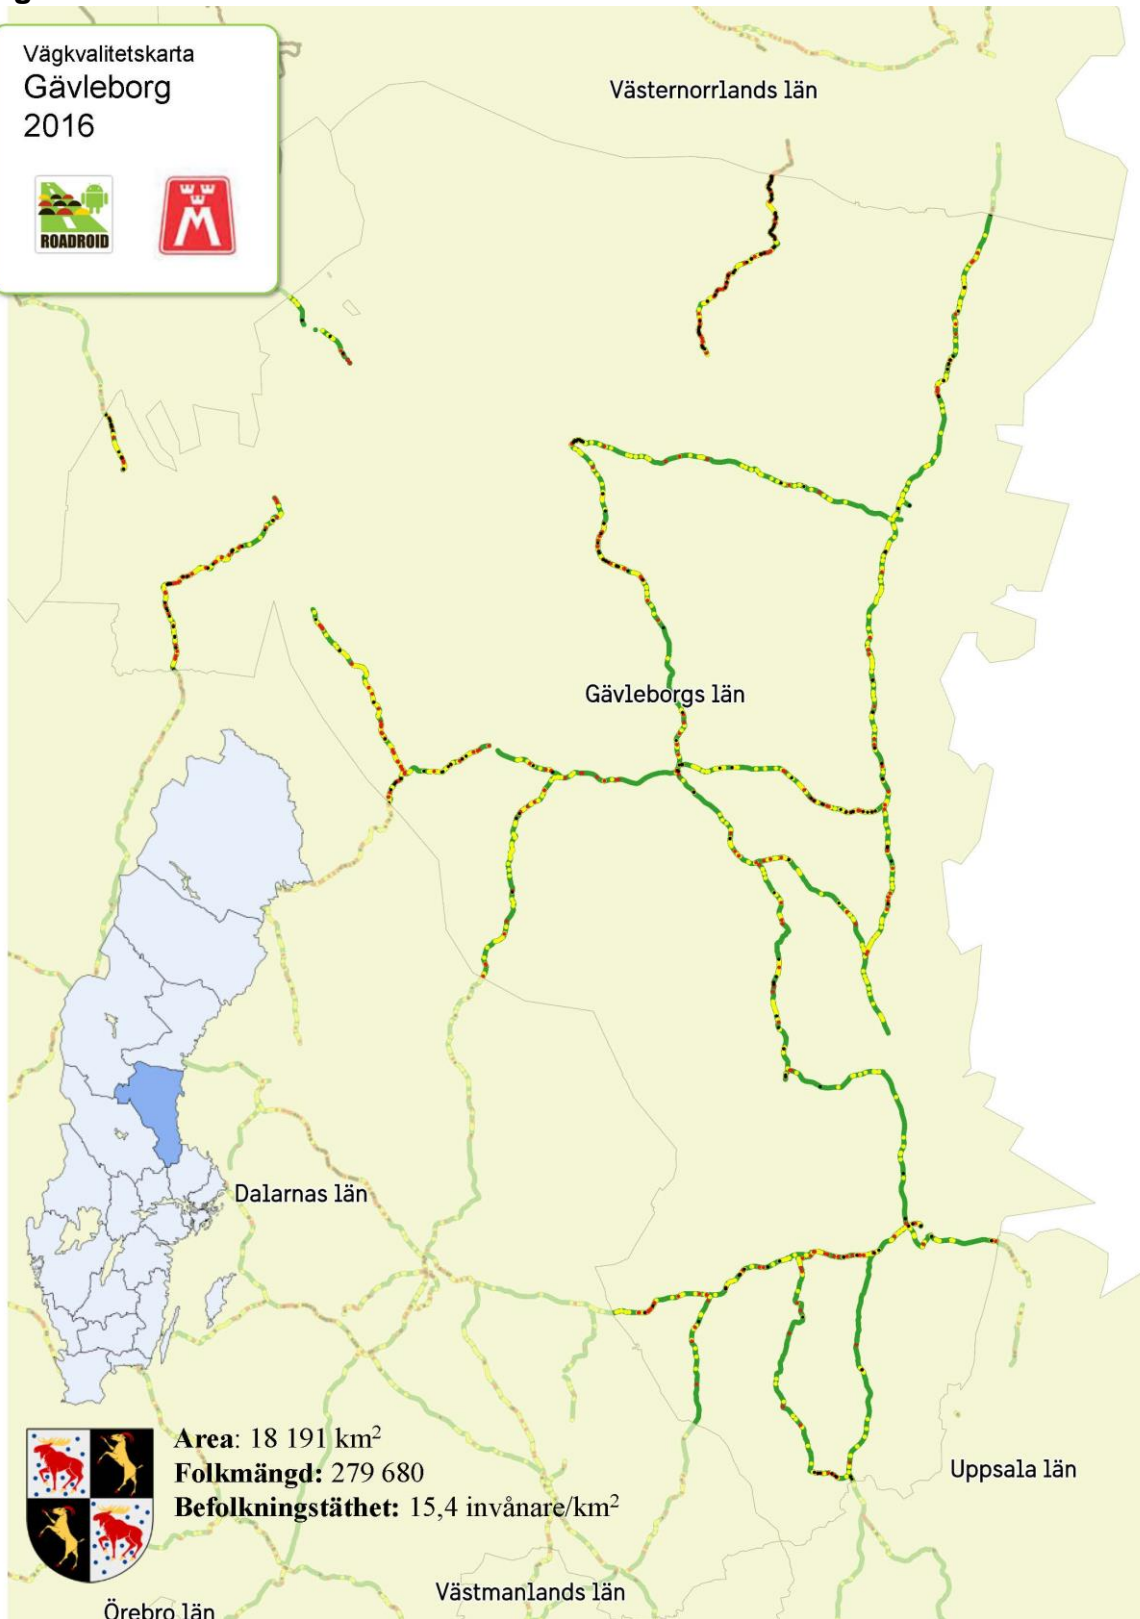 Vägkvalitetskarta
Gävleborg
2016
ROADROID
M
Västernorrlands län
Gävleborgs län
Dalarnas län
Area: 18 191 km²
Folkmängd: 279 680
Befolkningstäthet: 15,4 invånare/km²
Uppsala län
Västmanlands län
Örebro län